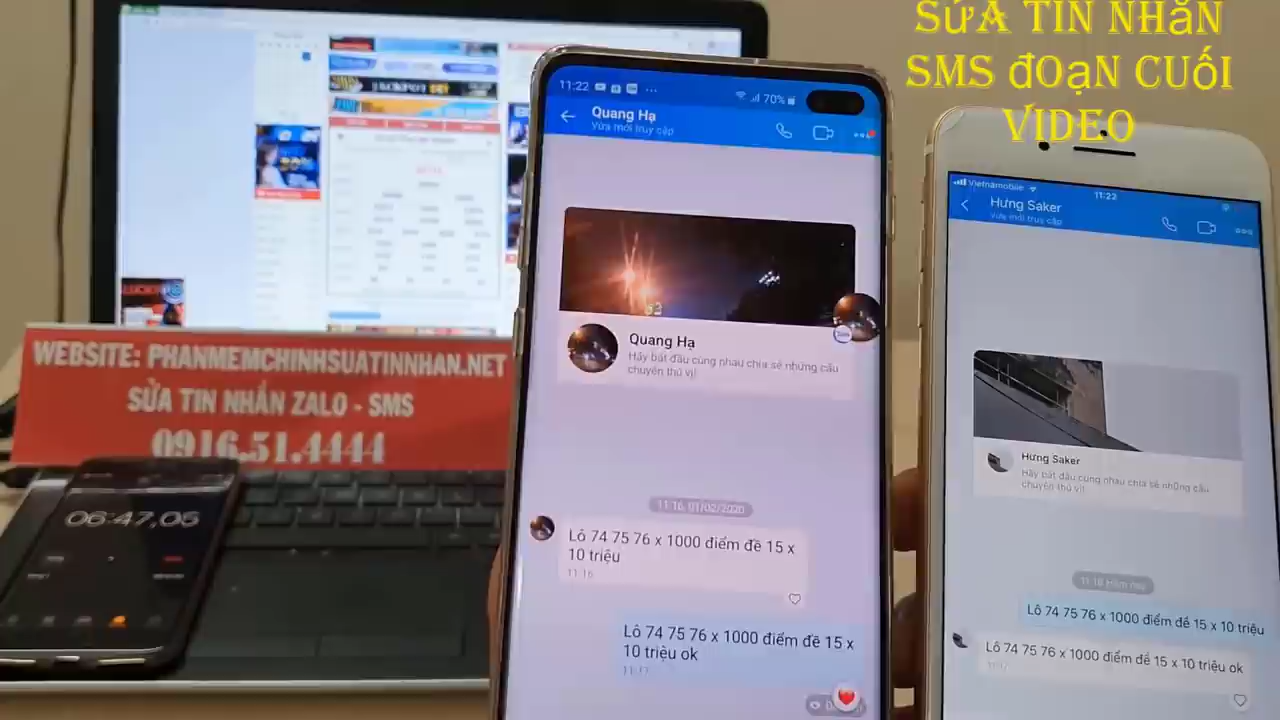 SỬA TIN NHẮN
SMS ĐOẠN CUỐI
VIDEO
WEBSITE: PHANMEMCHINHSUATINNHAN.NET
SỬA TIN NHẮN ZALO - SMS
0916.51.4444
06:47,05
11:22
70%
Quang Hạ
Vừa mới truy cập
Quang Hạ
Hãy bắt đầu cùng nhau chia sẻ những câu
chuyện thú vị!
11:16, 01/02/2020
Lô 74 75 76 x 1000 điểm đề 15 x
10 triệu
11:16
Lô 74 75 76 x 1000 điểm đề 15 x
10 triệu ok
11:17
Vietnamobile
11:22
Hưng Saker
Vừa mới truy cập
Hưng Saker
Hãy bắt đầu cùng nhau chia sẻ những câu
chuyện thú vị!
11:16 Hôm nay
Lô 74 75 76 x 1000 điểm đề 15 x 10 triệu
Lô 74 75 76 x 1000 điểm đề 15 x 10 triệu ok
11:17